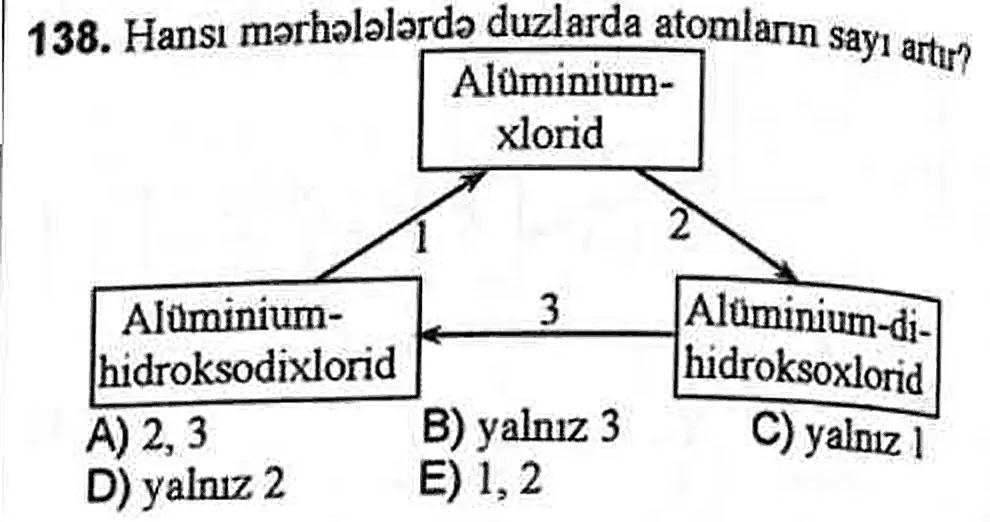 138. Hansı mərhələlərdə duzlarda atomların sayı artır?
Alüminium-
xlorid
1
2
Alüminium-
hidroksodixlorid
3
Alüminium-di-
hidroksoxlorid
A) 2, 3
B) yalnız 3
C) yalnız 1
D) yalnız 2
E) 1, 2